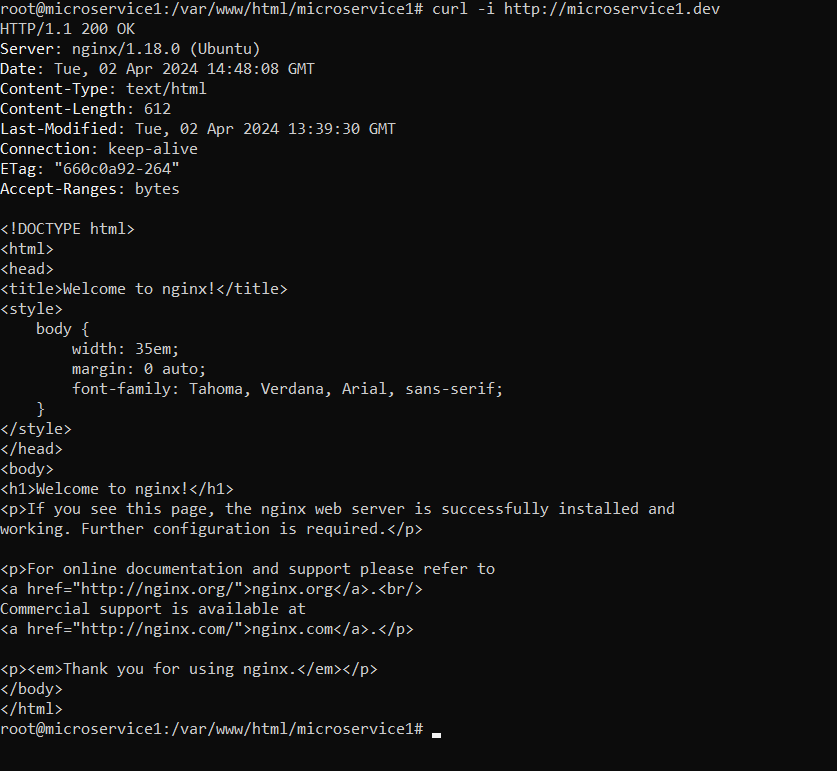 root@microservice1:/var/www/html/microservice1# curl -i http://microservice1.dev
HTTP/1.1 200 OK
Server: nginx/1.18.0 (Ubuntu)
Date: Tue, 02 Apr 2024 14:48:08 GMT
Content-Type: text/html
Content-Length: 612
Last-Modified: Tue, 02 Apr 2024 13:39:30 GMT
Connection: keep-alive
ETag: "660c0a92-264"
Accept-Ranges: bytes

<!DOCTYPE html>
<html>
<head>
<title>Welcome to nginx!</title>
<style>
    body {
        width: 35em;
        margin: 0 auto;
        font-family: Tahoma, Verdana, Arial, sans-serif;
    }
</style>
</head>
<body>
<h1>Welcome to nginx!</h1>
<p>If you see this page, the nginx web server is successfully installed and
working. Further configuration is required.</p>

<p>For online documentation and support please refer to
<a href="http://nginx.org/">nginx.org</a>.<br/>
Commercial support is available at
<a href="http://nginx.com/">nginx.com</a>.</p>

<p><em>Thank you for using nginx.</em></p>
</body>
</html>
root@microservice1:/var/www/html/microservice1#